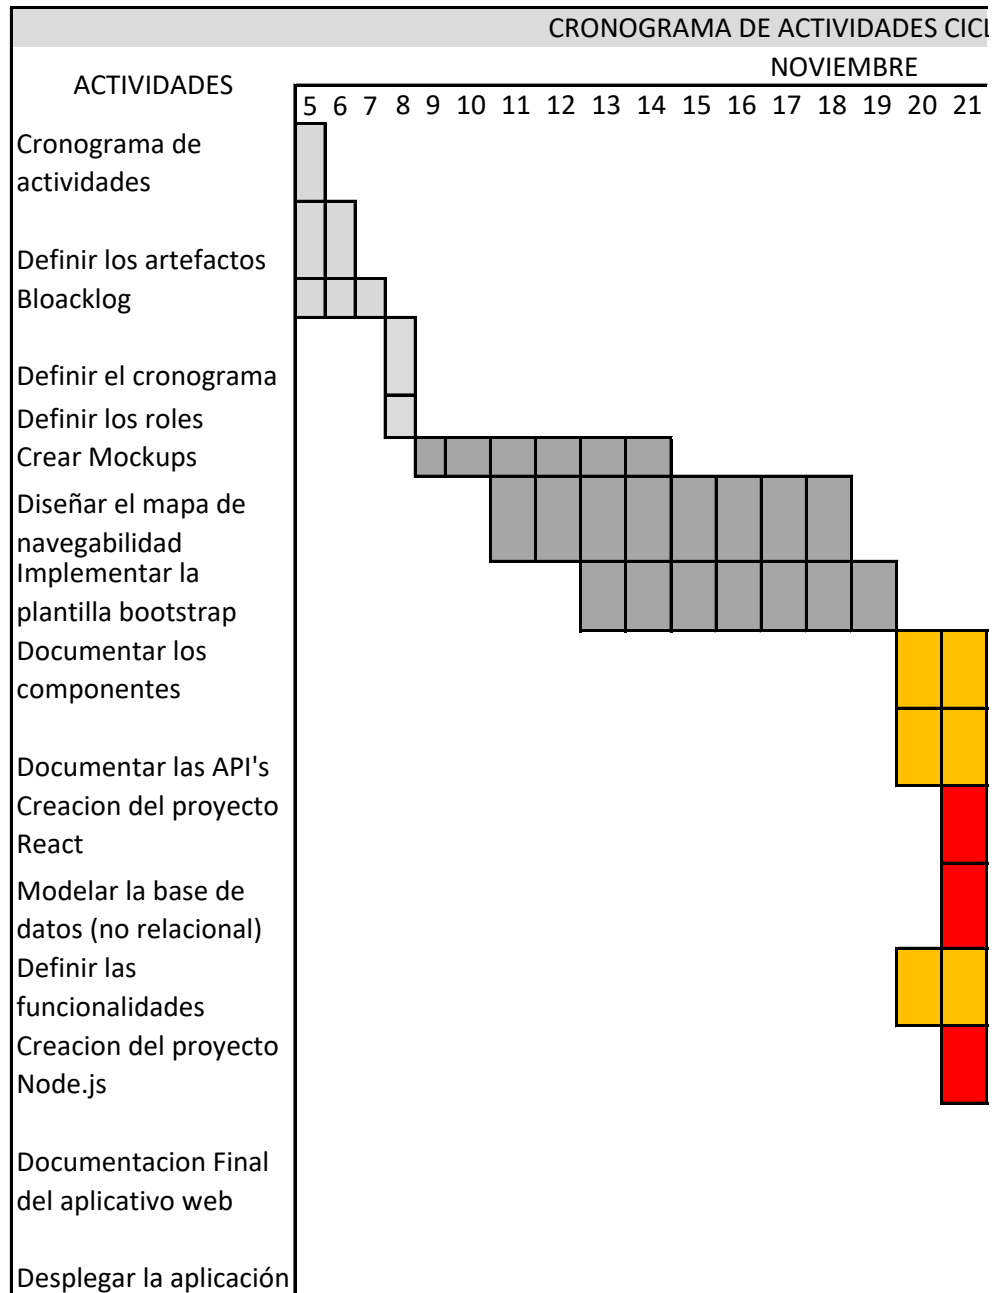 CRONOGRAMA DE ACTIVIDADES CICL
ACTIVIDADES
NOVIEMBRE
5 6 7 8 9 10 11 12 13 14 15 16 17 18 19 20 21
Cronograma de
actividades
Definir los artefactos
Bloacklog
Definir el cronograma
Definir los roles
Crear Mockups
Diseñar el mapa de
navegabilidad
Implementar la
plantilla bootstrap
Documentar los
componentes
Documentar las API's
Creacion del proyecto
React
Modelar la base de
datos (no relacional)
Definir las
funcionalidades
Creacion del proyecto
Node.js
Documentacion Final
del aplicativo web
Desplegar la aplicación